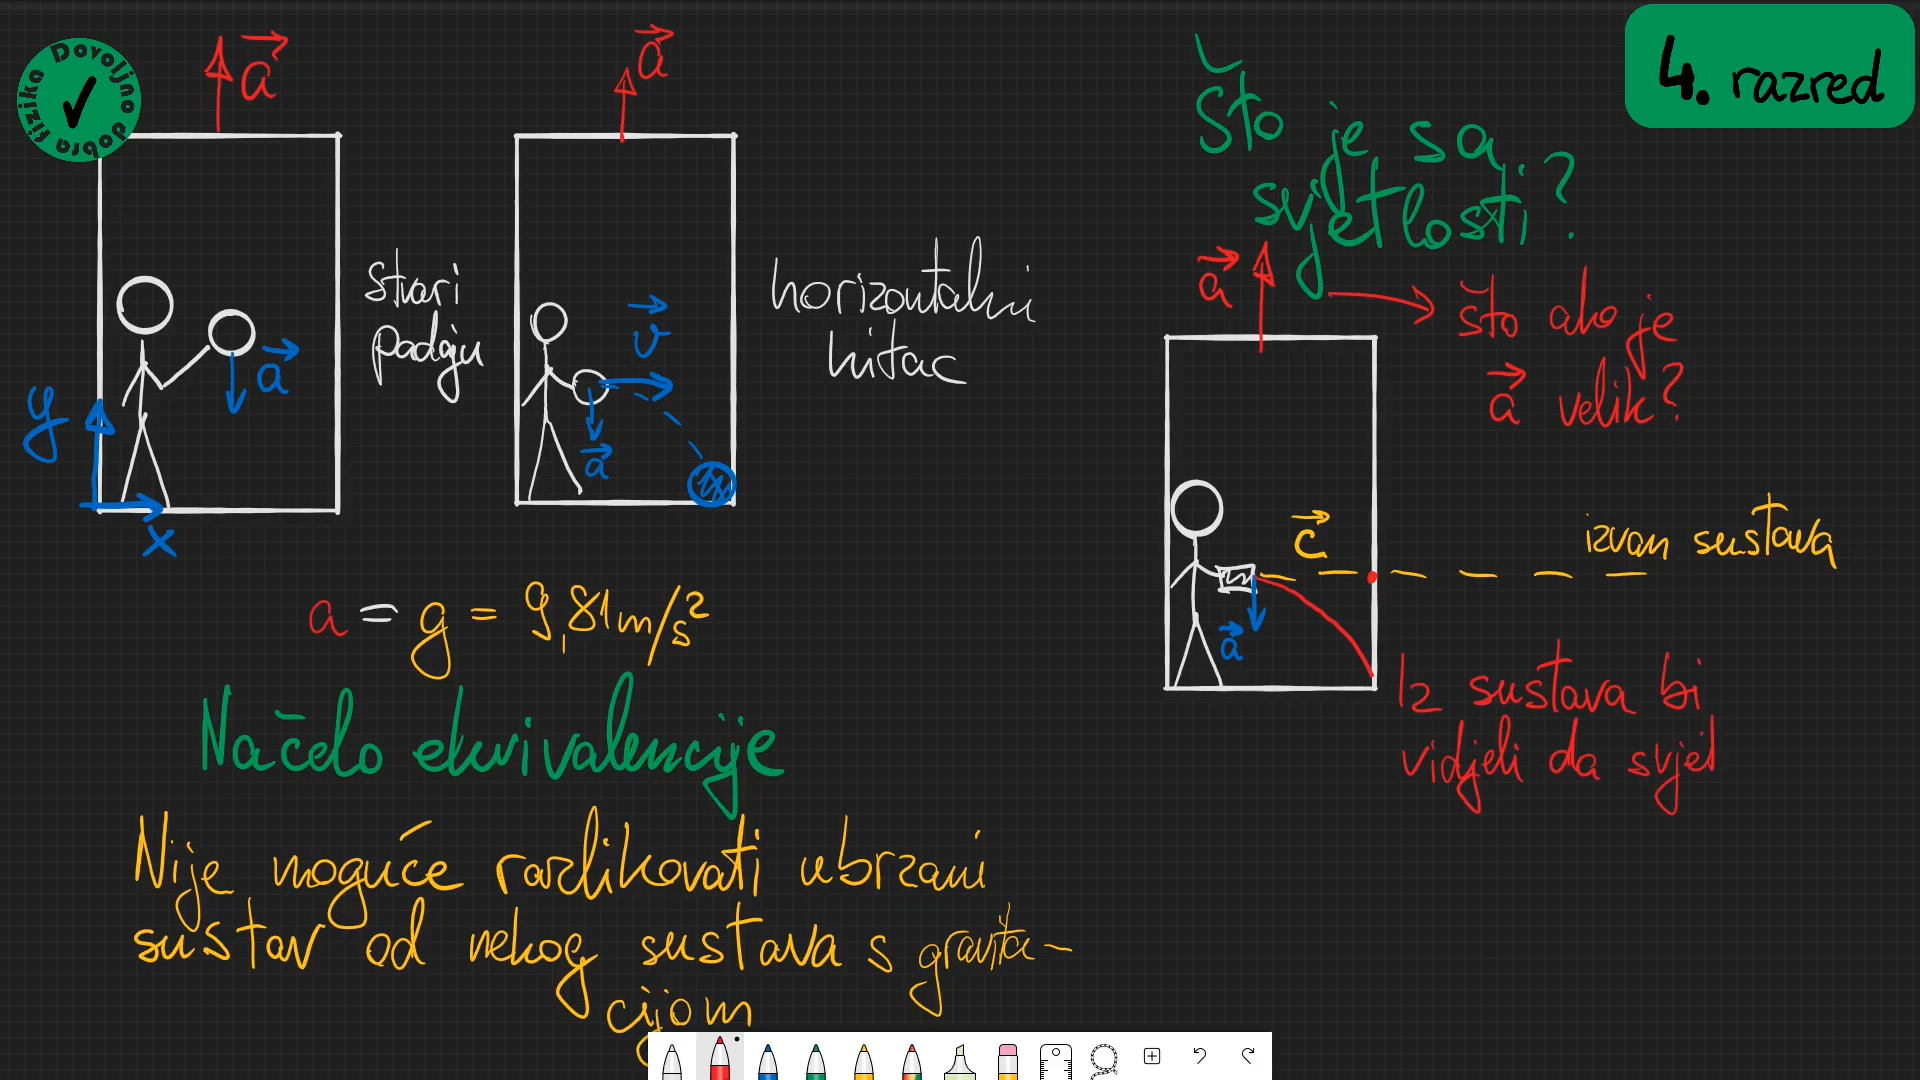 Dovoljno dobra fizika
4. razred
a
a
Što je sa
svjetlosti?
stvari
padaju
horizontalni
hitac
a
v
a
y
x
a
što ako je
a velik?
c
izvan sustava
a
a = g = 9,81 m/s²
Iz sustava bi
vidjeli da svjet
Načelo ekvivalencije
Nije moguće razlikovati ubrzani
sustav od nekog sustava s gravita-
cijom